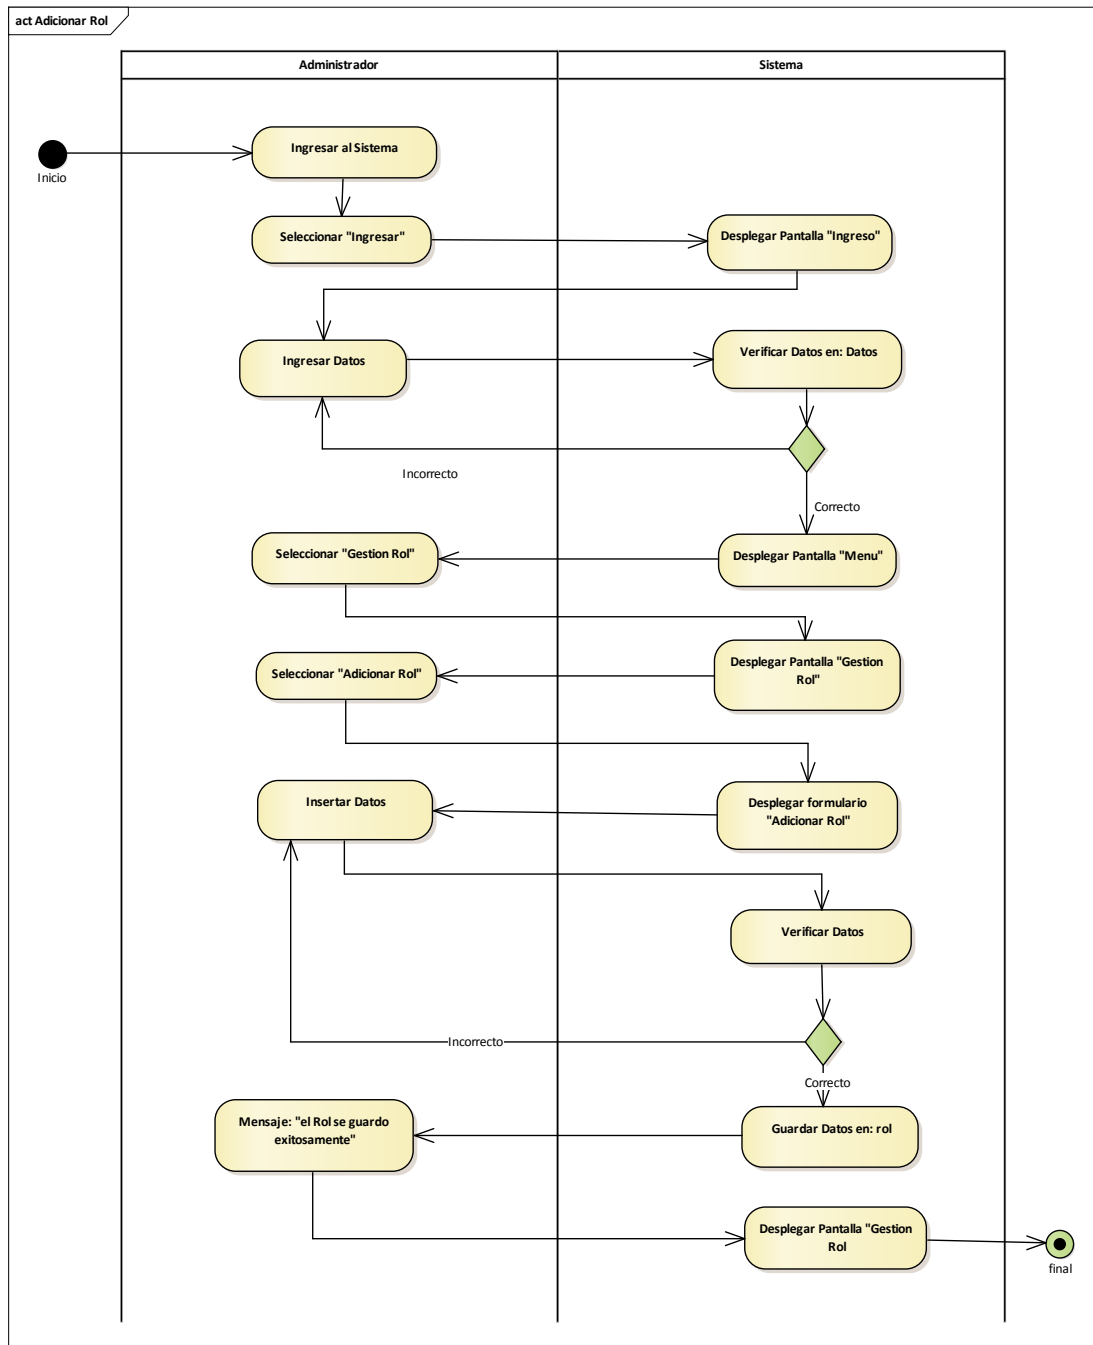 act Adicionar Rol
Administrador
Sistema
Inicio
Ingresar al Sistema
Seleccionar "Ingresar"
Desplegar Pantalla "Ingreso"
Ingresar Datos
Verificar Datos en: Datos
Incorrecto
Correcto
Seleccionar "Gestion Rol"
Desplegar Pantalla "Menu"
Seleccionar "Adicionar Rol"
Desplegar Pantalla "Gestion
Rol"
Insertar Datos
Desplegar formulario
"Adicionar Rol"
Verificar Datos
Incorrecto
Correcto
Mensaje: "el Rol se guardo
exitosamente"
Guardar Datos en: rol
Desplegar Pantalla "Gestion
Rol
final